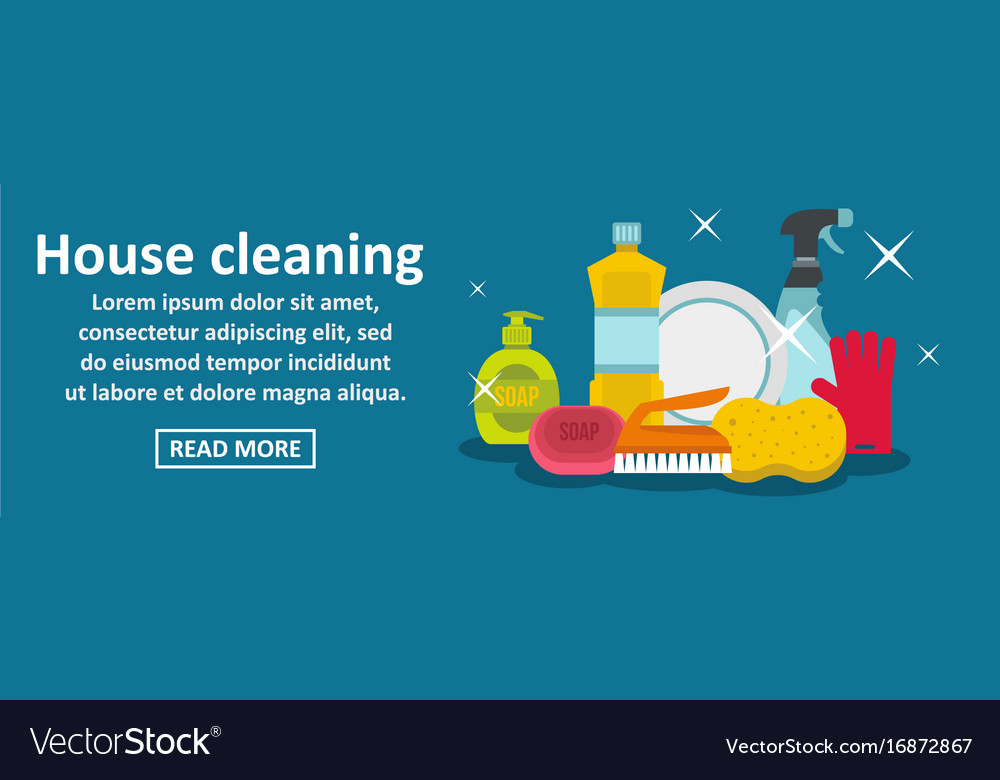 House cleaning
Lorem ipsum dolor sit amet,
consectetur adipiscing elit, sed
do eiusmod tempor incididunt
ut labore et dolore magna aliqua.
READ MORE
SOAP
SOAP
VectorStock®
VectorStock.com/16872867